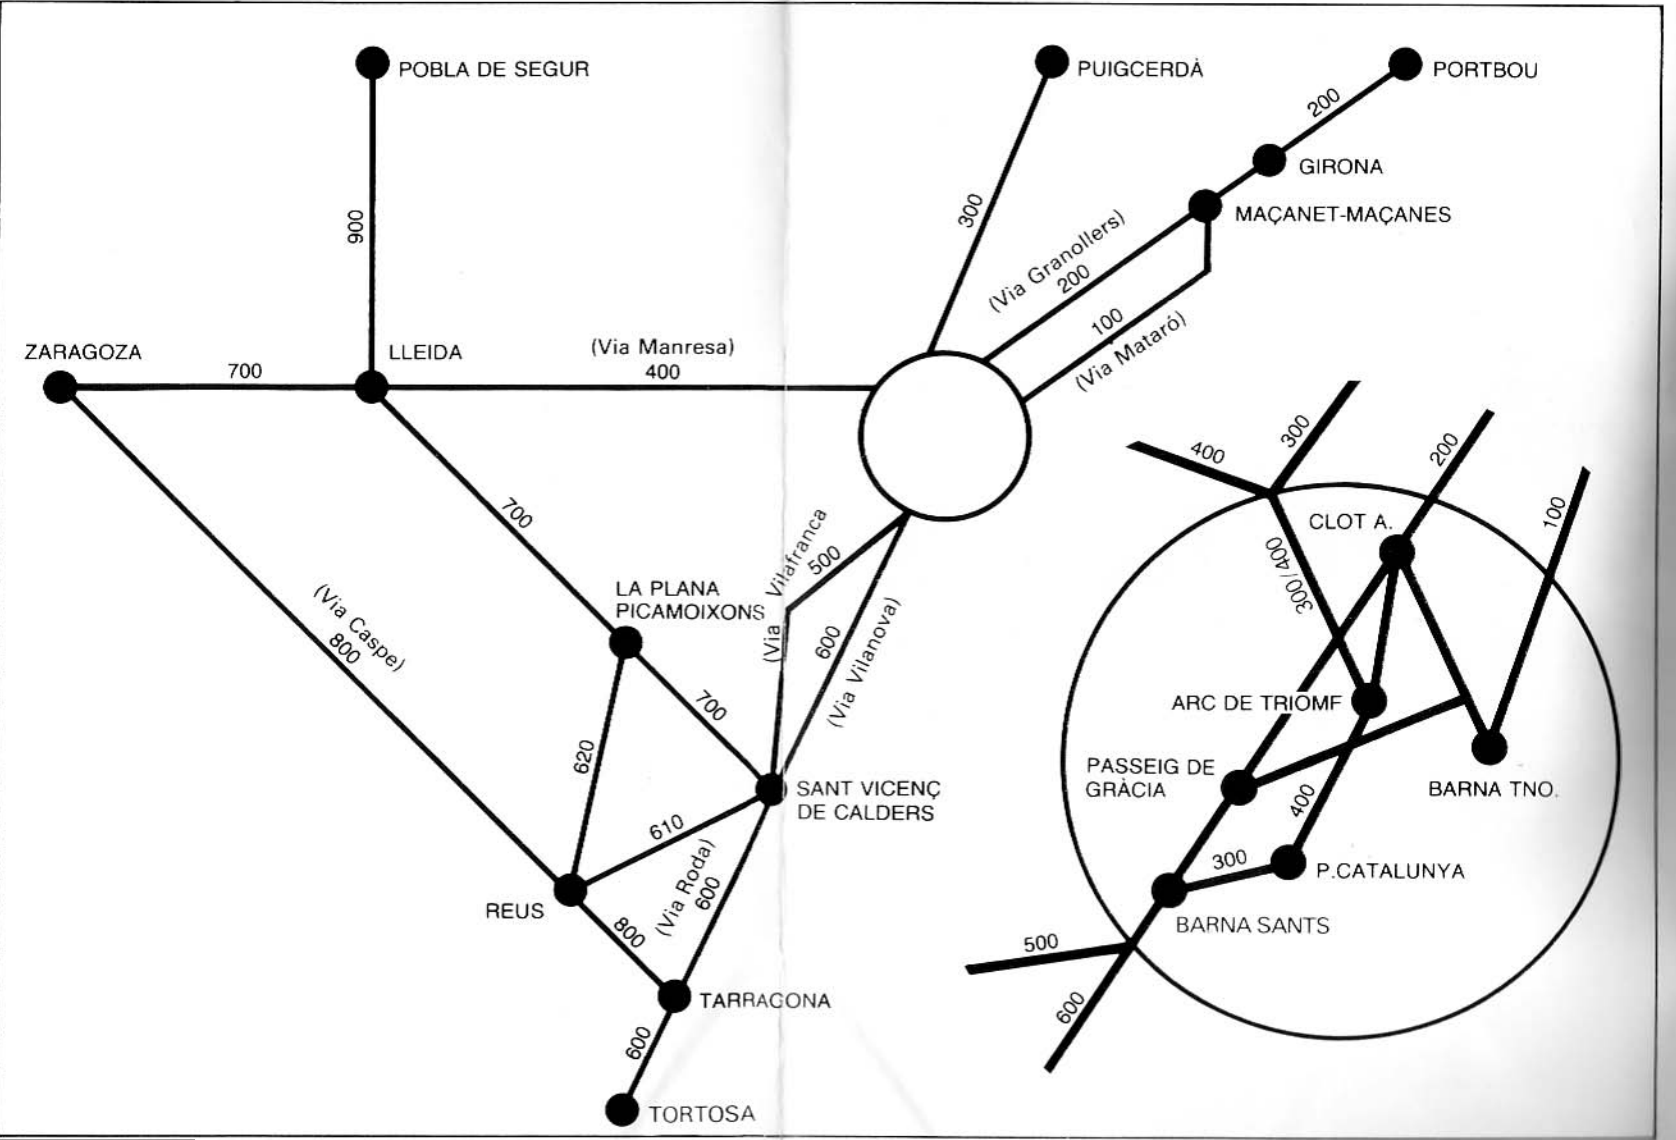 POBLA DE SEGUR
PUIGCERDÀ
PORTBOU
200
GIRONA
MAÇANET-MAÇANES
900
300
(Via Granollers)
200
100
(Via Mataró)
ZARAGOZA
LLEIDA
(Via Manresa)
700
400
700
(Via Caspe)
800
LA PLANA
PICAMOIXONS
(Via Vilafranca
500
600
(Via Vilanova)
700
620
610
SANT VICENÇ
DE CALDERS
(Via Roda)
600
REUS
800
TARRAGONA
600
TORTOSA
400
300
200
100
CLOT A.
300/400
ARC DE TRIOMF
PASSEIG DE
GRÀCIA
BARNA TNO.
400
300
P.CATALUNYA
BARNA SANTS
500
600